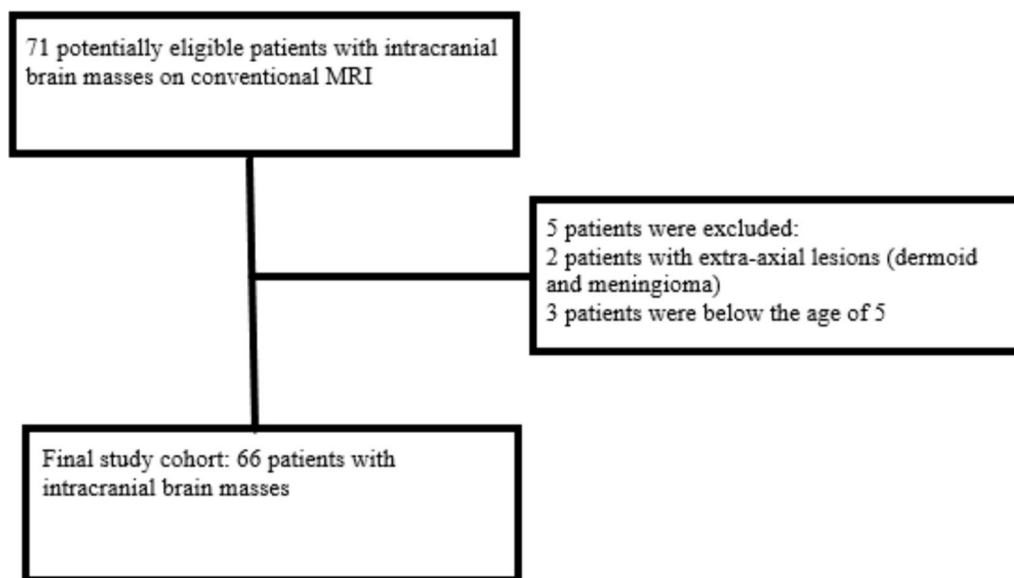 71 potentially eligible patients with intracranial
brain masses on conventional MRI
5 patients were excluded:
2 patients with extra-axial lesions (dermoid
and meningioma)
3 patients were below the age of 5
Final study cohort: 66 patients with
intracranial brain masses